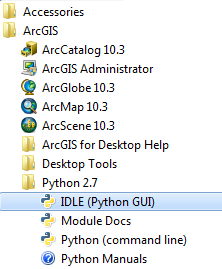 Accessories
ArcGIS
ArcCatalog 10.3
ArcGIS Administrator
ArcGlobe 10.3
ArcMap 10.3
ArcScene 10.3
ArcGIS for Desktop Help
Desktop Tools
Python 2.7
IDLE (Python GUI)
Module Docs
Python (command line)
Python Manuals